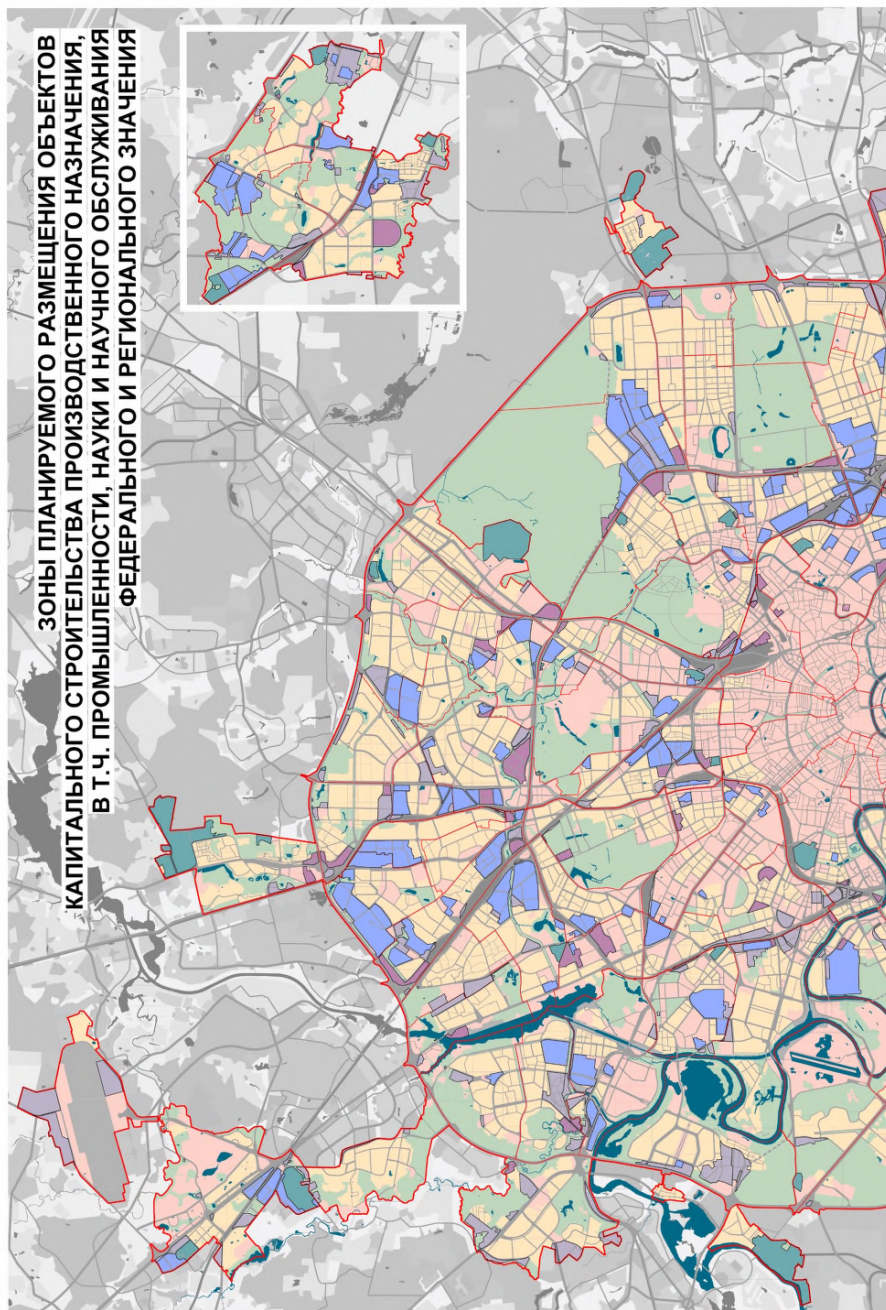 ЗОНЫ ПЛАНИРУЕМОГО РАЗМЕЩЕНИЯ ОБЪЕКТОВ
КАПИТАЛЬНОГО СТРОИТЕЛЬСТВА ПРОИЗВОДСТВЕННОГО НАЗНАЧЕНИЯ,
В Т.Ч. ПРОМЫШЛЕННОСТИ, НАУКИ И НАУЧНОГО ОБСЛУЖИВАНИЯ
ФЕДЕРАЛЬНОГО И РЕГИОНАЛЬНОГО ЗНАЧЕНИЯ